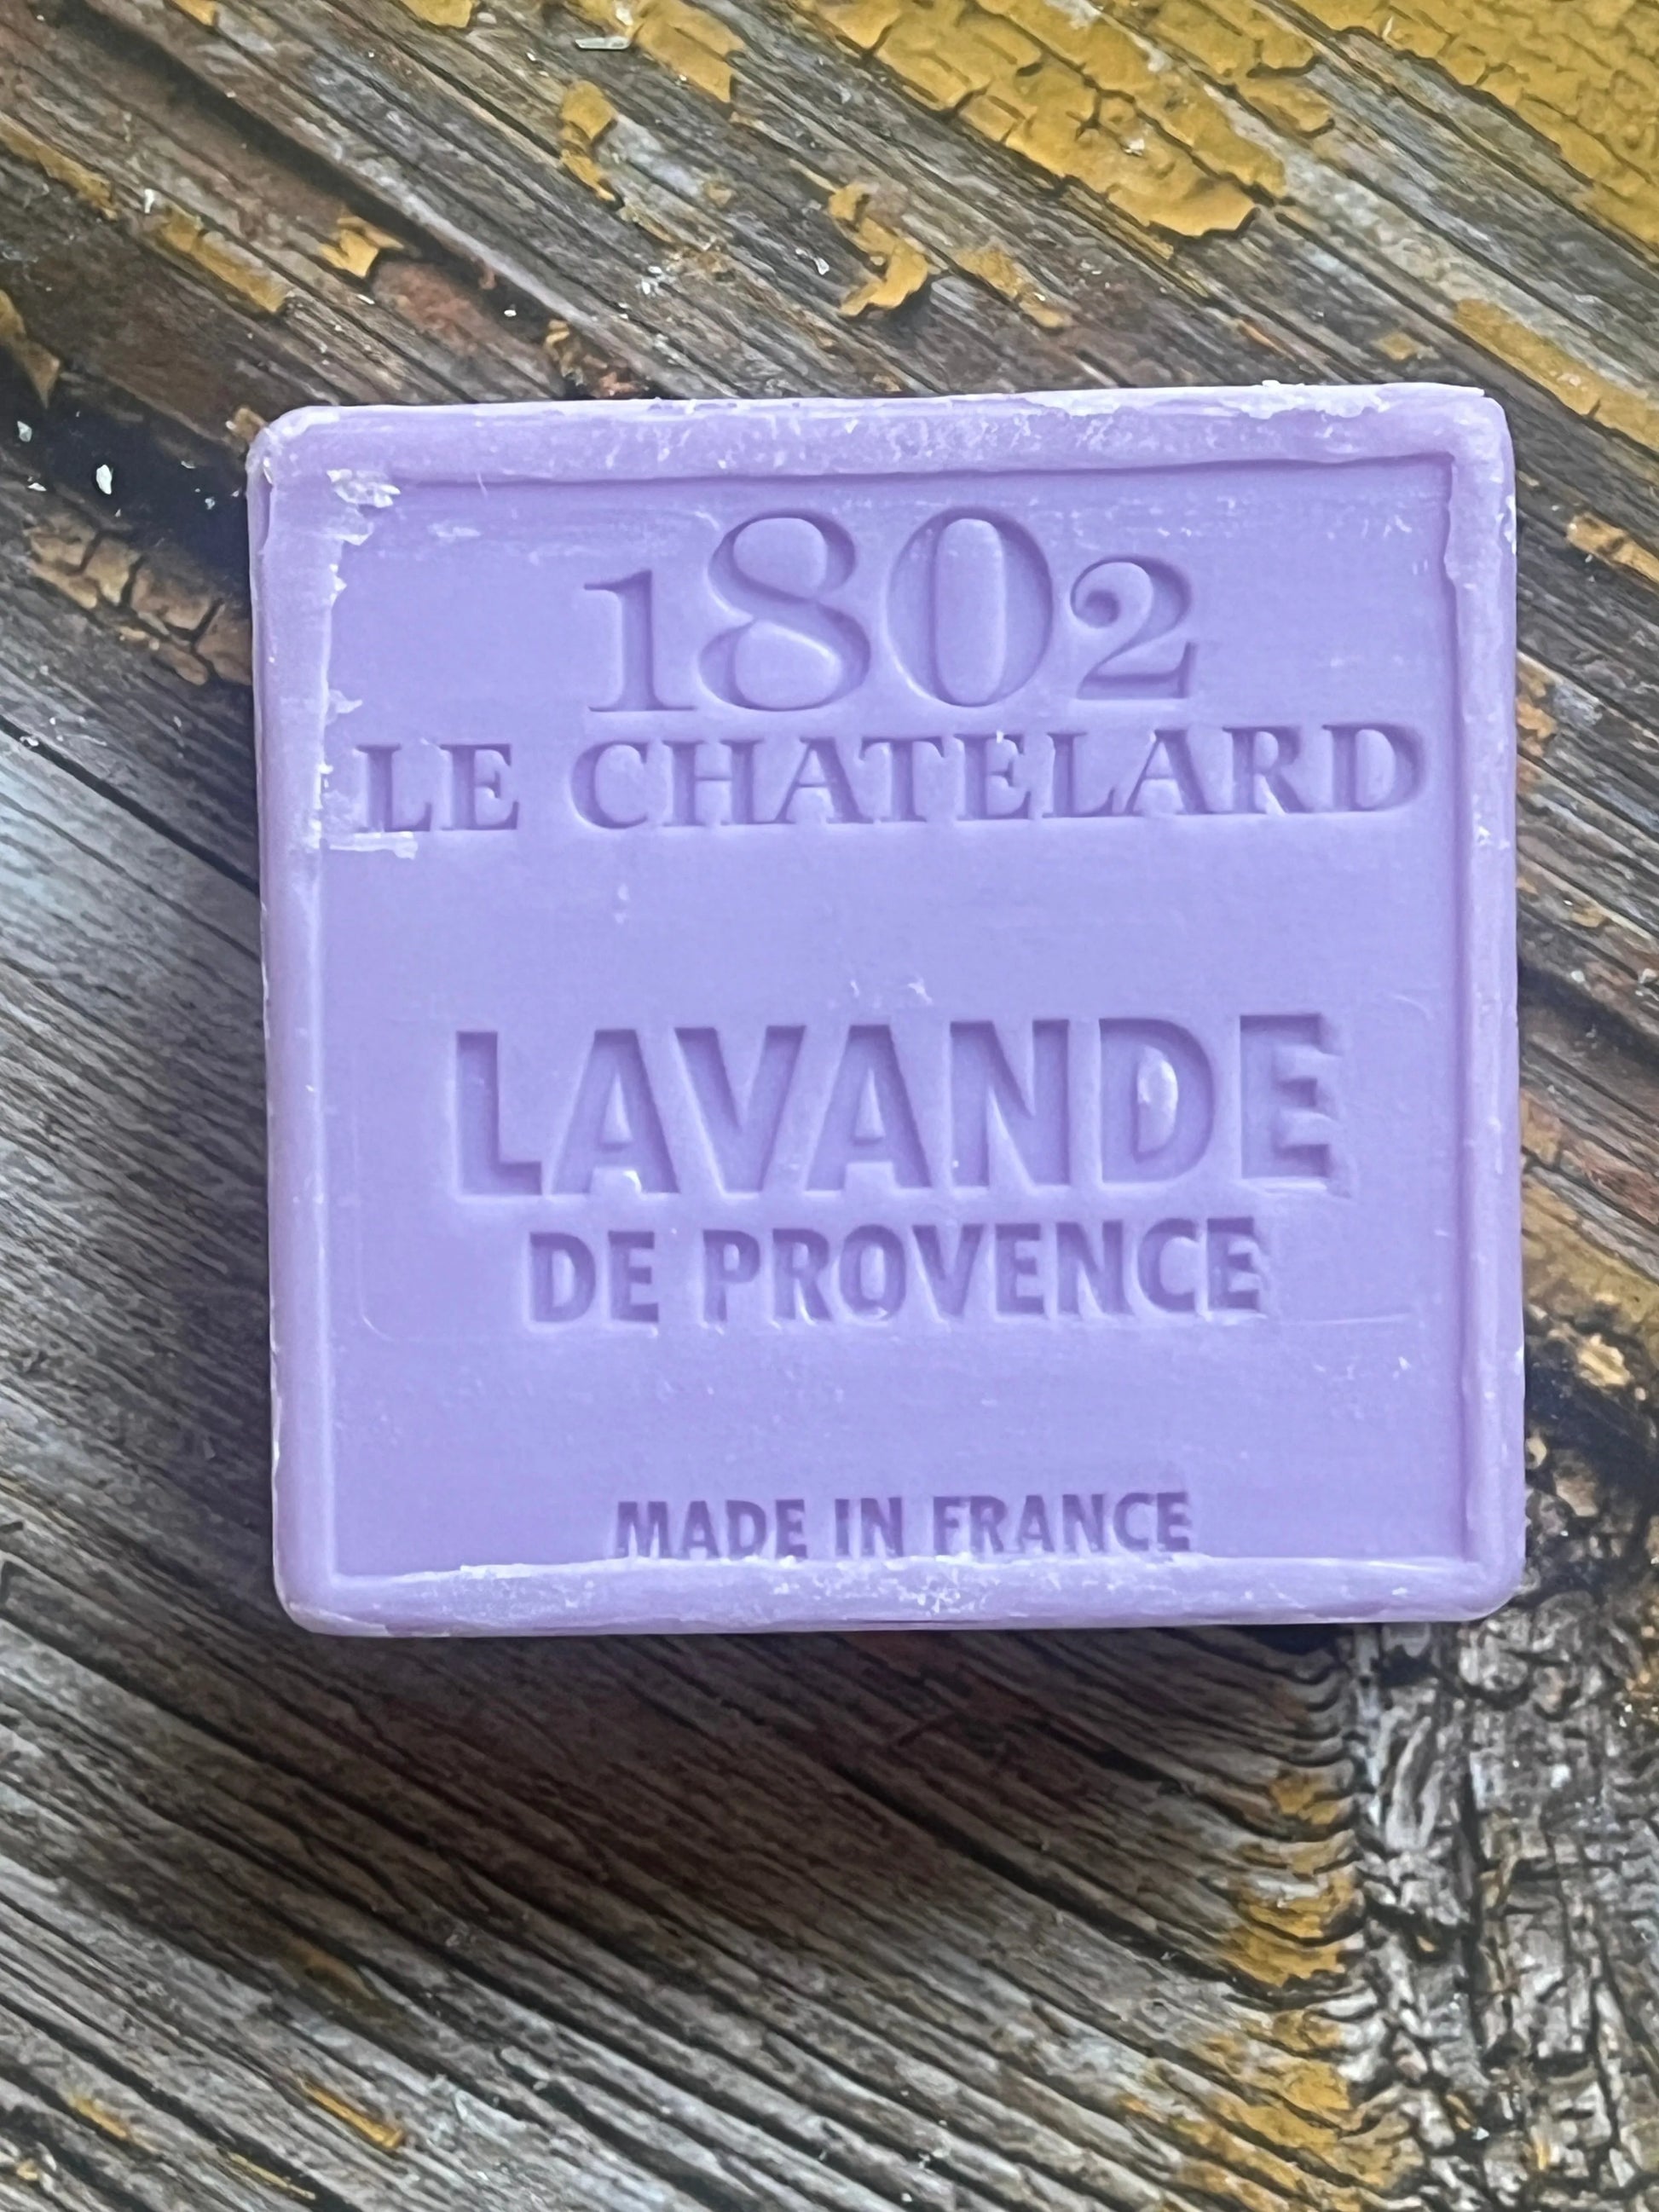 1802
LE CHATELARD
LAVANDE
DE PROVENCE
MADE IN FRANCE